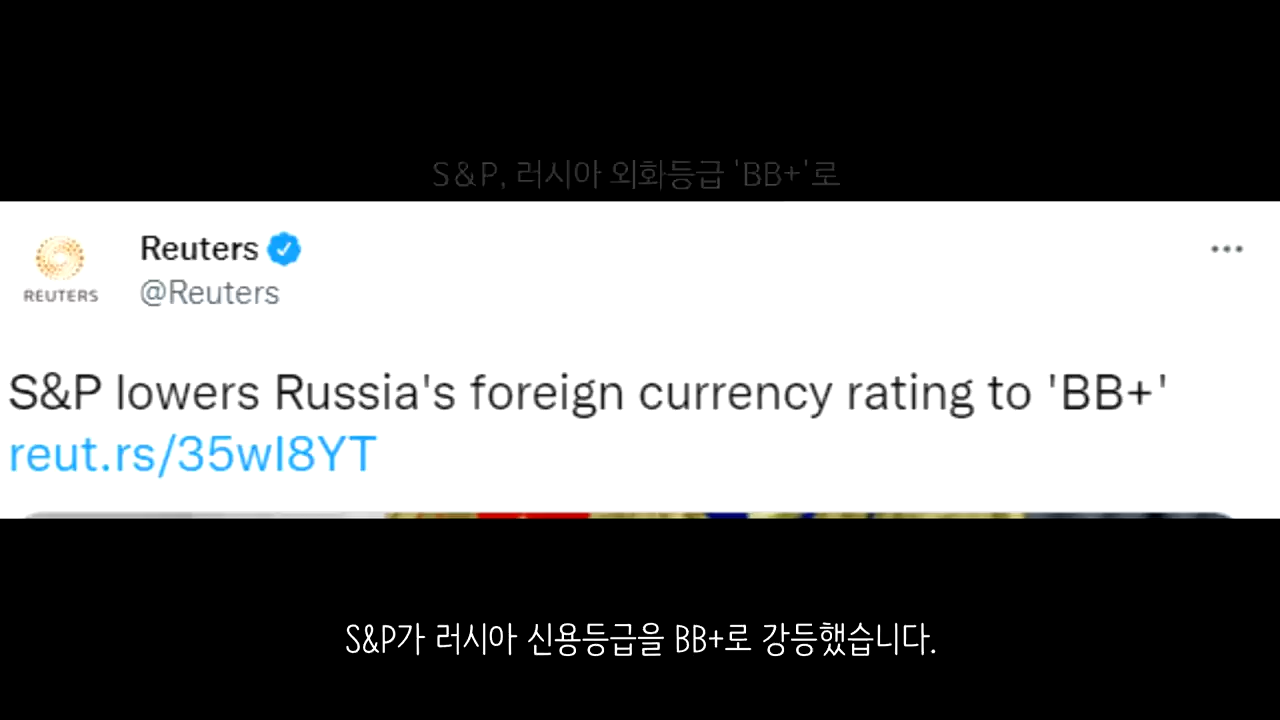 S&P, 러시아 외화등급 'BB+'로
Reuters
@Reuters
REUTERS
S&P lowers Russia's foreign currency rating to 'BB+'
reut.rs/35wI8YT
S&P가 러시아 신용등급을 BB+로 강등했습니다.